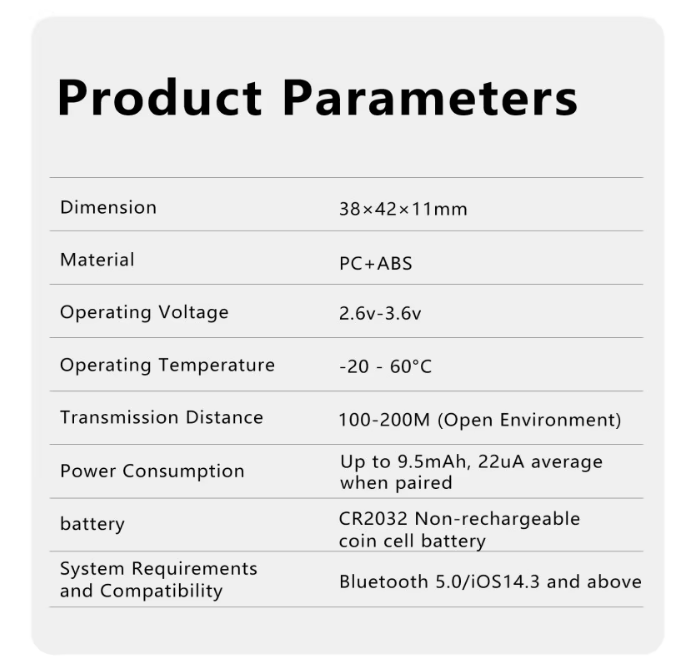 Product Parameters
Dimension 38×42×11mm
Material PC+ABS
Operating Voltage 2.6v-3.6v
Operating Temperature -20 - 60°C
Transmission Distance 100-200M (Open Environment)
Power Consumption Up to 9.5mAh, 22uA average
when paired
battery CR2032 Non-rechargeable
coin cell battery
System Requirements
and Compatibility Bluetooth 5.0/iOS14.3 and above